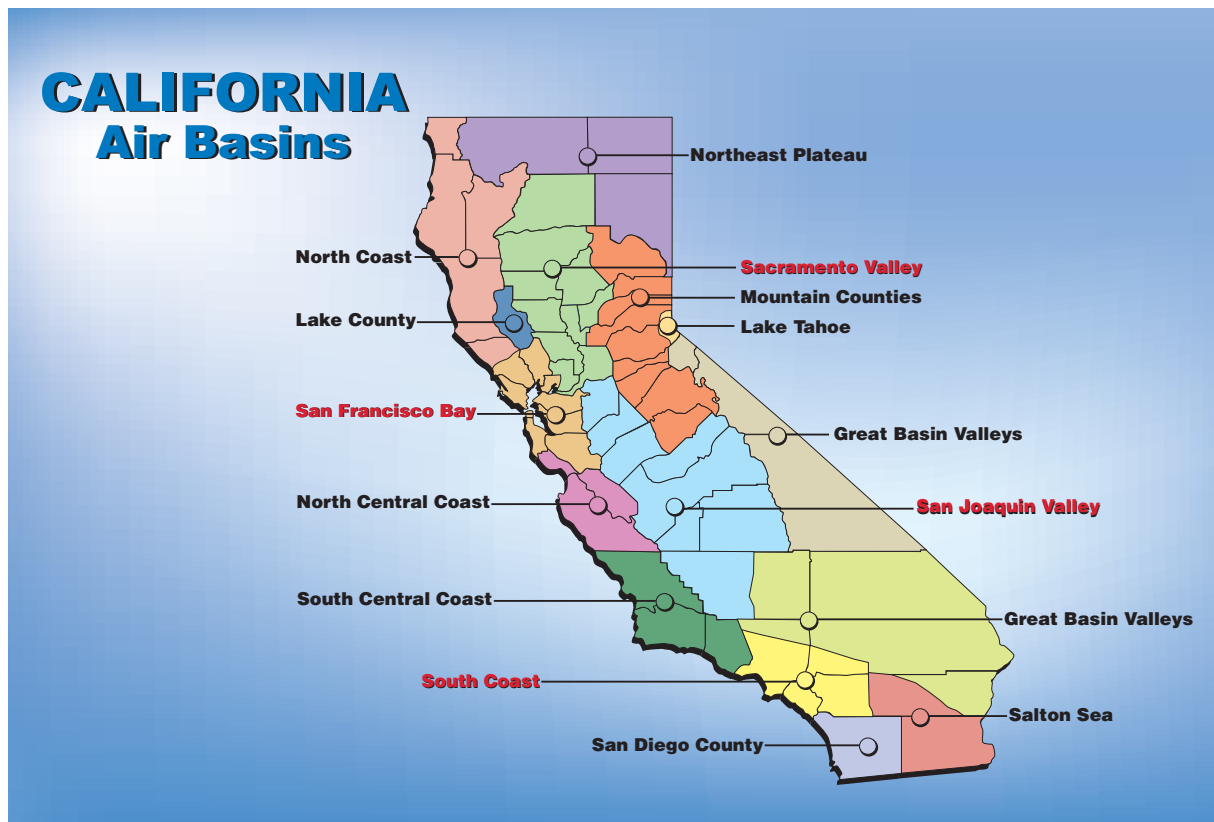 CALIFORNIA
Air Basins
Northeast Plateau
North Coast
Sacramento Valley
Mountain Counties
Lake County
Lake Tahoe
San Francisco Bay
Great Basin Valleys
North Central Coast
San Joaquin Valley
South Central Coast
Great Basin Valleys
South Coast
Salton Sea
San Diego County